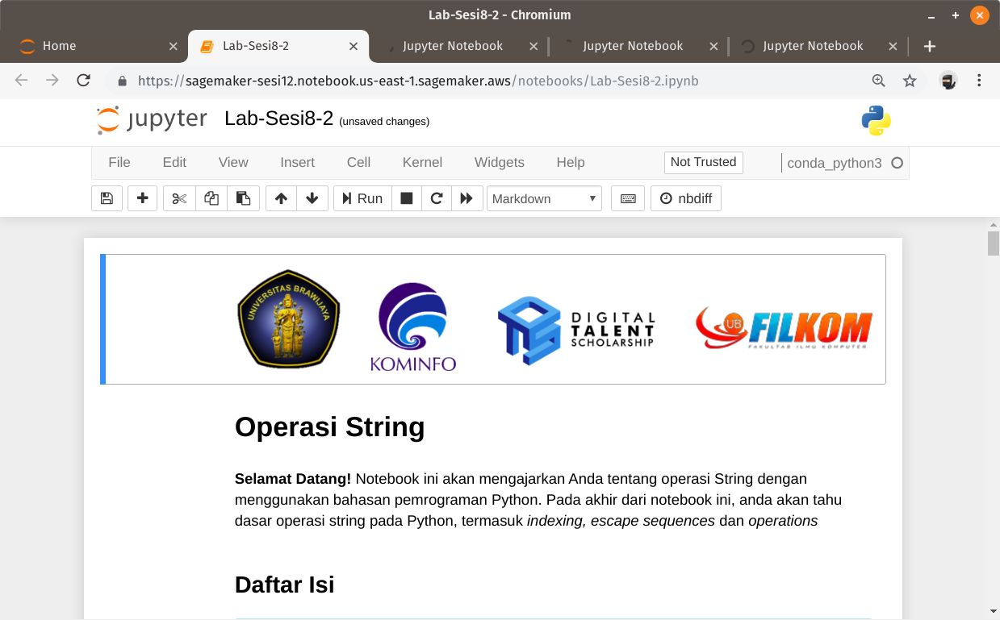 Lab-Sesi8-2 - Chromium
Home
Lab-Sesi8-2
Jupyter Notebook
Jupyter Notebook
Jupyter Notebook
https://sagemaker-sesi12.notebook.us-east-1.sagemaker.aws/notebooks/Lab-Sesi8-2.ipynb
jupyter Lab-Sesi8-2 (unsaved changes)
File Edit View Insert Cell Kernel Widgets Help Not Trusted conda_python3
Run Markdown nbdiff
UNIVERSITAS BRAWIJAYA
KOMINFO
DIGITAL
TALENT
SCHOLARSHIP
UB FILKOM
FAKULTAS ILMU KOMPUTER
Operasi String
Selamat Datang! Notebook ini akan mengajarkan Anda tentang operasi String dengan
menggunakan bahasan pemrograman Python. Pada akhir dari notebook ini, anda akan tahu
dasar operasi string pada Python, termasuk indexing, escape sequences dan operations
Daftar Isi